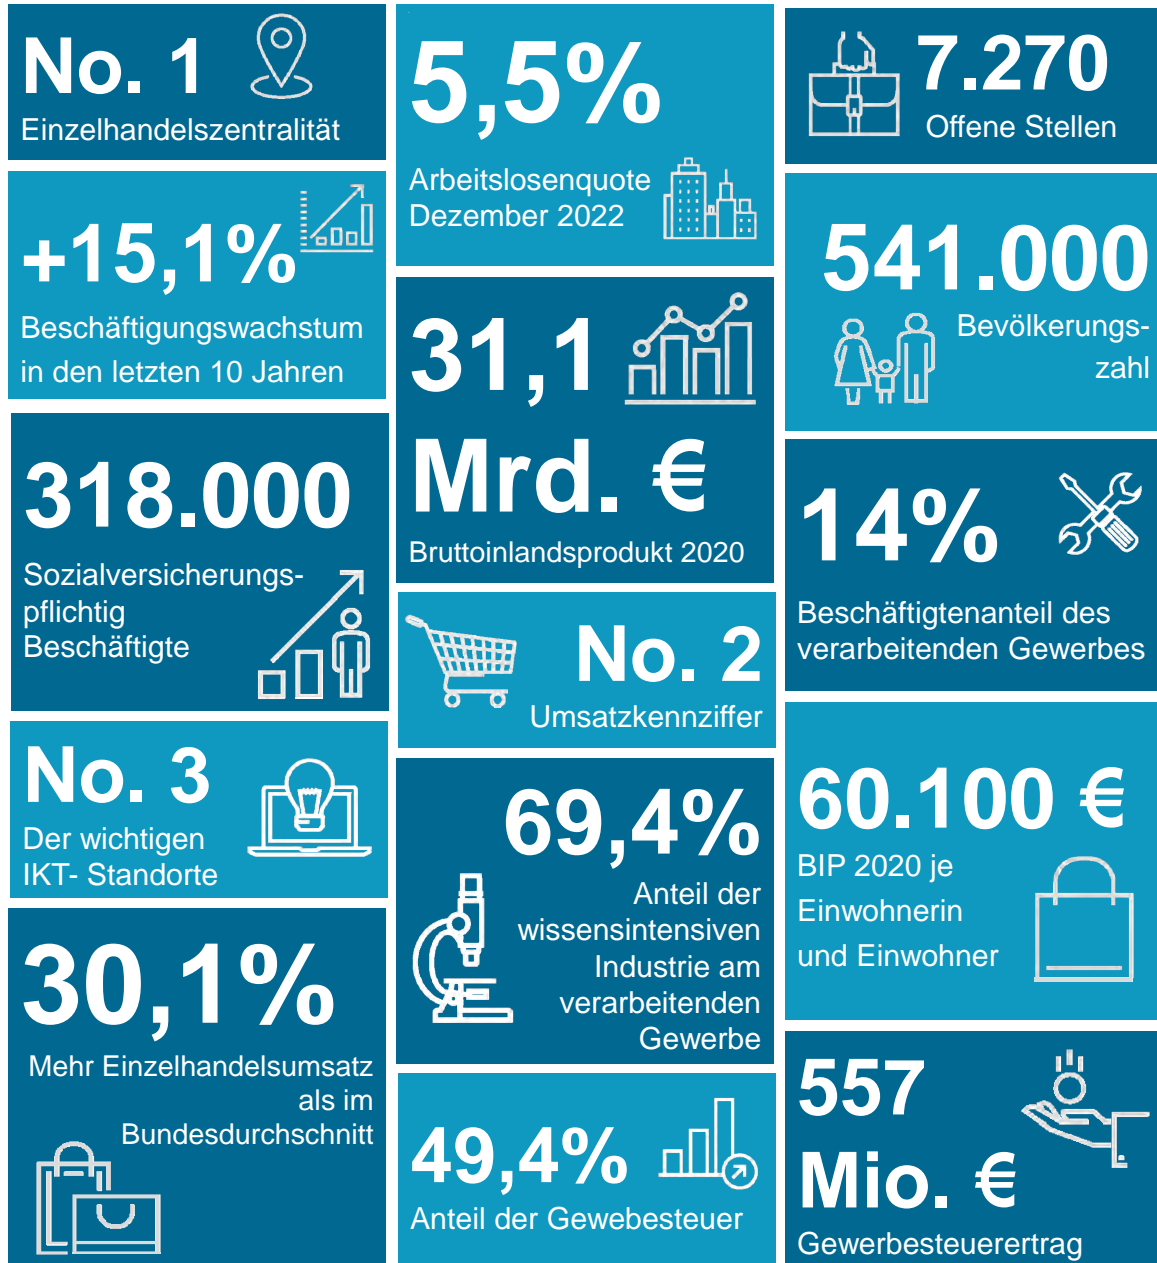 No. 1
Einzelhandelszentralität
+15,1%
Beschäftigungswachstum
in den letzten 10 Jahren
318.000
Sozialversicherungs-
pflichtig
Beschäftigte
No. 3
Der wichtigen
IKT- Standorte
30,1%
Mehr Einzelhandelsumsatz
als im
Bundesdurchschnitt
5,5%
Arbeitslosenquote
Dezember 2022
31,1
Mrd. €
Bruttoinlandsprodukt 2020
No. 2
Umsatzkennziffer
69,4%
Anteil der
wissensintensiven
Industrie am
verarbeitenden
Gewerbe
49,4%
Anteil der Gewebesteuer
7.270
Offene Stellen
541.000
Bevölkerungs-
zahl
14%
Beschäftigtenanteil des
verarbeitenden Gewerbes
60.100 €
BIP 2020 je
Einwohnerin
und Einwohner
557
Mio. €
Gewerbesteuerertrag